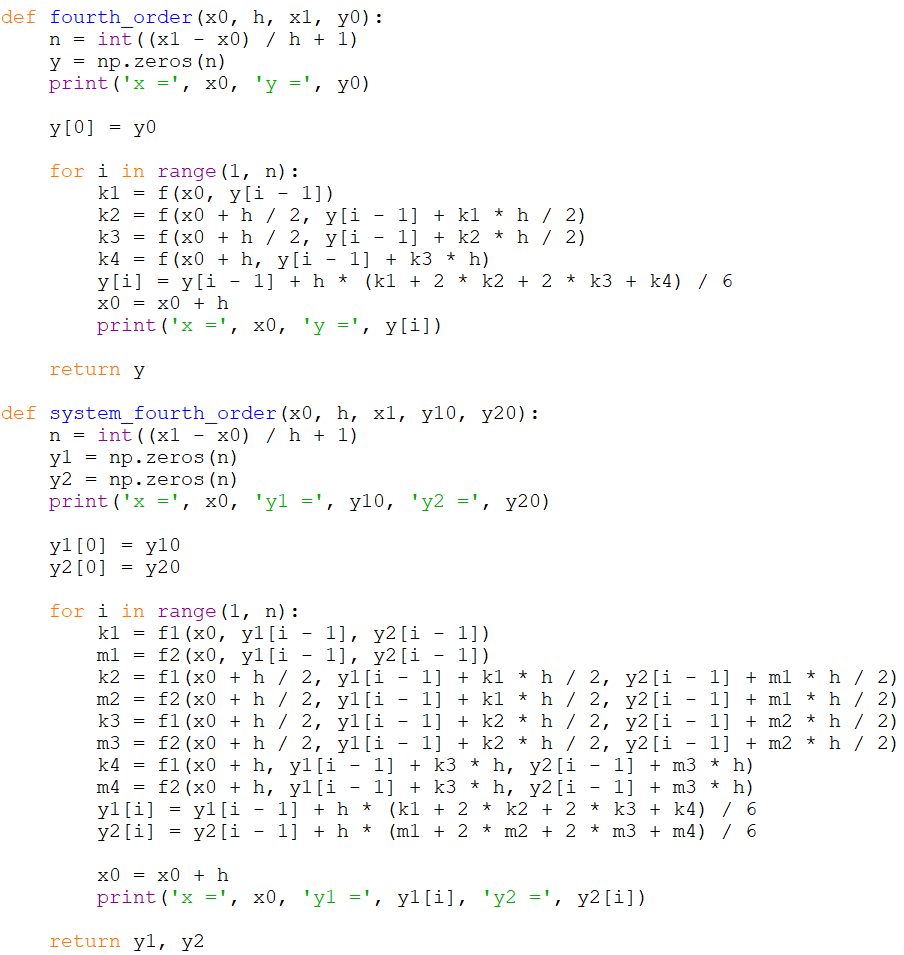 def fourth_order(x0, h, x1, y0):
    n = int((x1 - x0) / h + 1)
    y = np.zeros(n)
    print('x =', x0, 'y =', y0)

    y[0] = y0

    for i in range(1, n):
        k1 = f(x0, y[i - 1])
        k2 = f(x0 + h / 2, y[i - 1] + k1 * h / 2)
        k3 = f(x0 + h / 2, y[i - 1] + k2 * h / 2)
        k4 = f(x0 + h, y[i - 1] + k3 * h)
        y[i] = y[i - 1] + h * (k1 + 2 * k2 + 2 * k3 + k4) / 6
        x0 = x0 + h
        print('x =', x0, 'y =', y[i])

    return y

def system_fourth_order(x0, h, x1, y10, y20):
    n = int((x1 - x0) / h + 1)
    y1 = np.zeros(n)
    y2 = np.zeros(n)
    print('x =', x0, 'y1 =', y10, 'y2 =', y20)

    y1[0] = y10
    y2[0] = y20

    for i in range(1, n):
        k1 = f1(x0, y1[i - 1], y2[i - 1])
        m1 = f2(x0, y1[i - 1], y2[i - 1])
        k2 = f1(x0 + h / 2, y1[i - 1] + k1 * h / 2, y2[i - 1] + m1 * h / 2)
        m2 = f2(x0 + h / 2, y1[i - 1] + k1 * h / 2, y2[i - 1] + m1 * h / 2)
        k3 = f1(x0 + h / 2, y1[i - 1] + k2 * h / 2, y2[i - 1] + m2 * h / 2)
        m3 = f2(x0 + h / 2, y1[i - 1] + k2 * h / 2, y2[i - 1] + m2 * h / 2)
        k4 = f1(x0 + h, y1[i - 1] + k3 * h, y2[i - 1] + m3 * h)
        m4 = f2(x0 + h, y1[i - 1] + k3 * h, y2[i - 1] + m3 * h)
        y1[i] = y1[i - 1] + h * (k1 + 2 * k2 + 2 * k3 + k4) / 6
        y2[i] = y2[i - 1] + h * (m1 + 2 * m2 + 2 * m3 + m4) / 6

        x0 = x0 + h
        print('x =', x0, 'y1 =', y1[i], 'y2 =', y2[i])

    return y1, y2